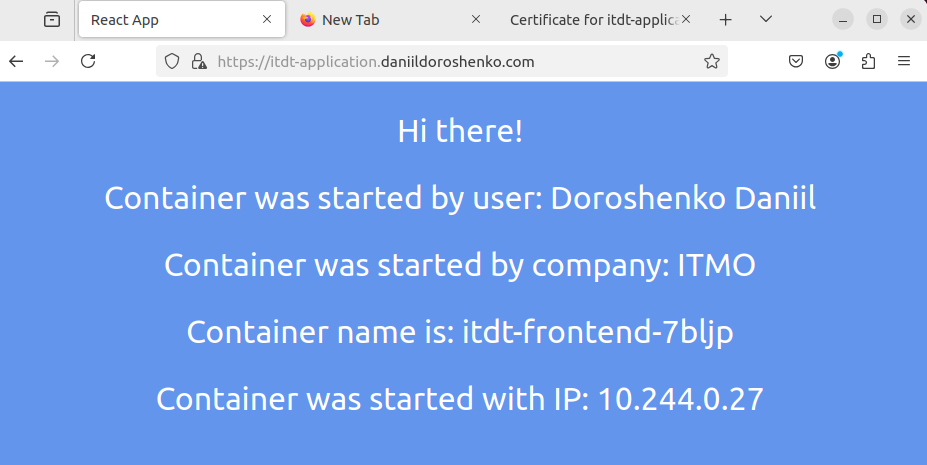 React App
New Tab
Certificate for itdt-applica
https://itdt-application.daniildoroshenko.com
Hi there!
Container was started by user: Doroshenko Daniil
Container was started by company: ITMO
Container name is: itdt-frontend-7bljp
Container was started with IP: 10.244.0.27